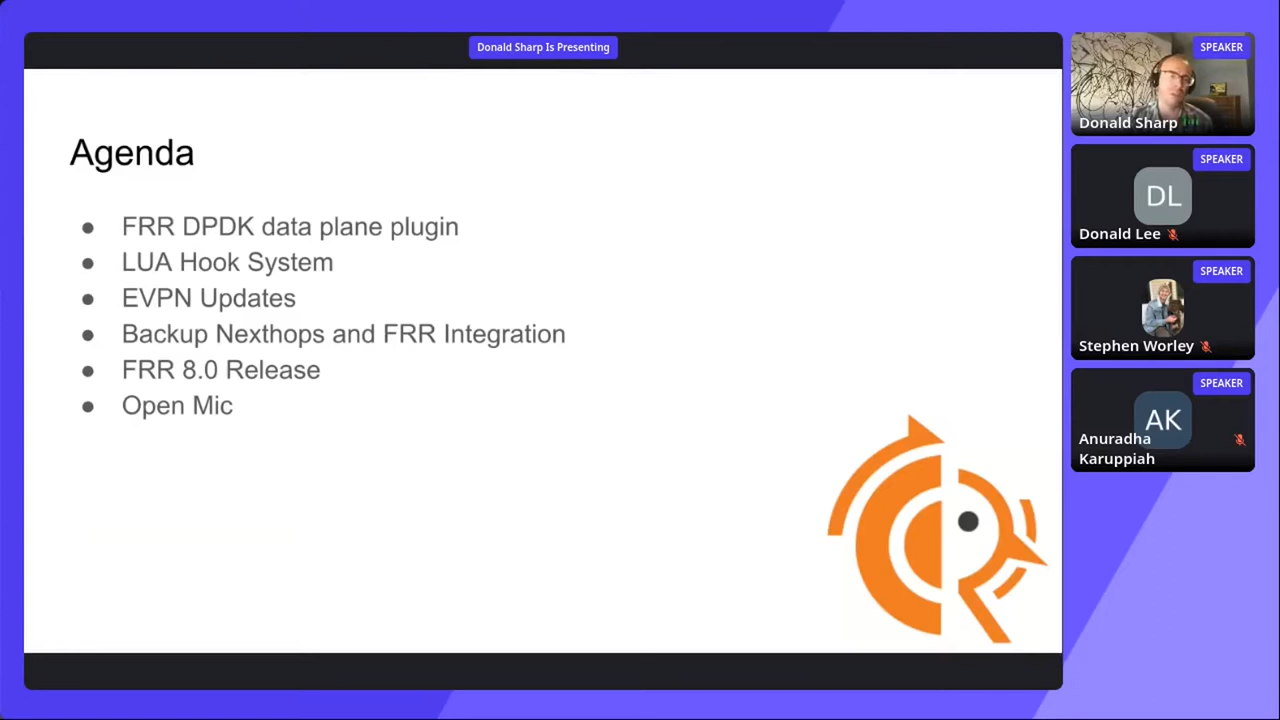 Donald Sharp Is Presenting
Agenda
● FRR DPDK data plane plugin
● LUA Hook System
● EVPN Updates
● Backup Nexthops and FRR Integration
● FRR 8.0 Release
● Open Mic
SPEAKER
Donald Sharp
SPEAKER
DL
Donald Lee
SPEAKER
Stephen Worley
SPEAKER
AK
Anuradha
Karuppiah